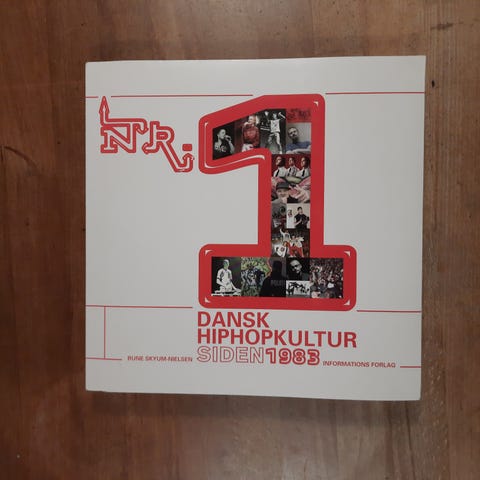 NR.
1
DANSK
HIPHOPKULTUR
SIDEN 1983
RUNE SKYUM-NIELSEN
INFORMATIONS FORLAG